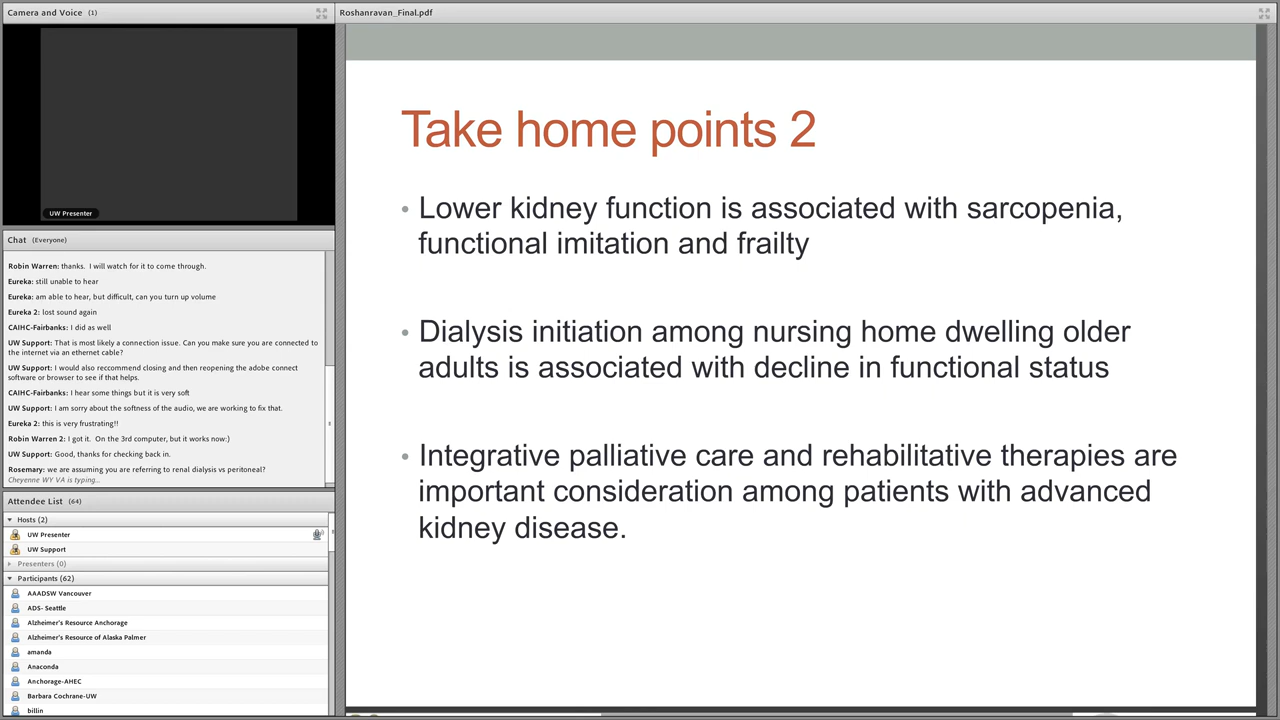 Camera and Voice (1)
UW Presenter
Chat (Everyone)
Robin Warren: thanks. I will watch for it to come through.
Eureka: still unable to hear
Eureka: am able to hear, but difficult, can you turn up volume
Eureka 2: lost sound again
CAIHC-Fairbanks: I did as well
UW Support: That is most likely a connection issue. Can you make sure you are connected to
the internet via an ethernet cable?
UW Support: I would also reccommend closing and then reopening the adobe connect
software or browser to see if that helps.
CAIHC-Fairbanks: I hear some things but it is very soft
UW Support: I am sorry about the softness of the audio, we are working to fix that.
Eureka 2: this is very frustrating!!
Robin Warren 2: I got it. On the 3rd computer, but it works now:)
UW Support: Good, thanks for checking back in.
Rosemary: we are assuming you are referring to renal dialysis vs peritoneal?
Cheyenne WY VA is typing...
Attendee List (64)
Hosts (2)
UW Presenter
UW Support
Presenters (0)
Participants (62)
AAADSW Vancouver
ADS- Seattle
Alzheimer's Resource Anchorage
Alzheimer's Resource of Alaska Palmer
amanda
Anaconda
Anchorage-AHEC
Barbara Cochrane-UW
billin
Roshanravan_Final.pdf
Take home points 2
• Lower kidney function is associated with sarcopenia,
functional imitation and frailty
• Dialysis initiation among nursing home dwelling older
adults is associated with decline in functional status
• Integrative palliative care and rehabilitative therapies are
important consideration among patients with advanced
kidney disease.